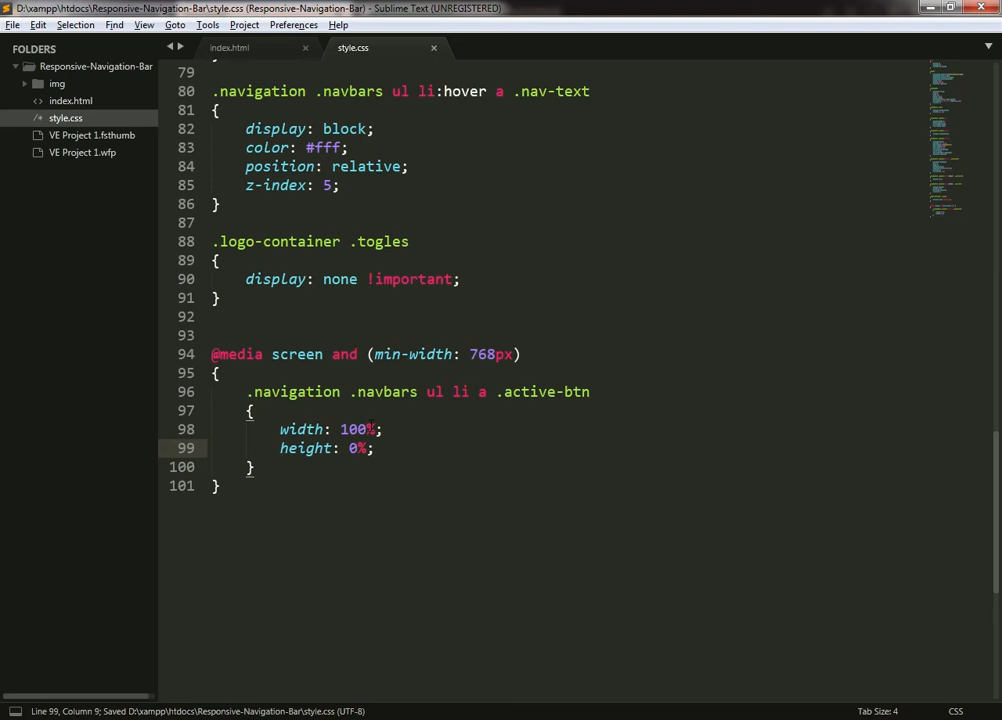 D:\xampp\htdocs\Responsive-Navigation-Bar\style.css (Responsive-Navigation-Bar) - Sublime Text (UNREGISTERED)
File Edit Selection Find View Goto Tools Project Preferences Help
FOLDERS
Responsive-Navigation-Bar
img
<> index.html
/* style.css
VE Project 1.fsthumb
VE Project 1.wfp
index.html × style.css ×
79 }
80 .navigation .navbars ul li:hover a .nav-text
81 {
82 display: block;
83 color: #fff;
84 position: relative;
85 z-index: 5;
86 }
87
88 .logo-container .togles
89 {
90 display: none !important;
91 }
92
93
94 @media screen and (min-width: 768px)
95 {
96 .navigation .navbars ul li a .active-btn
97 {
98 width: 100%;
99 height: 0%;
100 }
101 }
Line 99, Column 9; Saved D:\xampp\htdocs\Responsive-Navigation-Bar\style.css (UTF-8)
Tab Size: 4
CSS